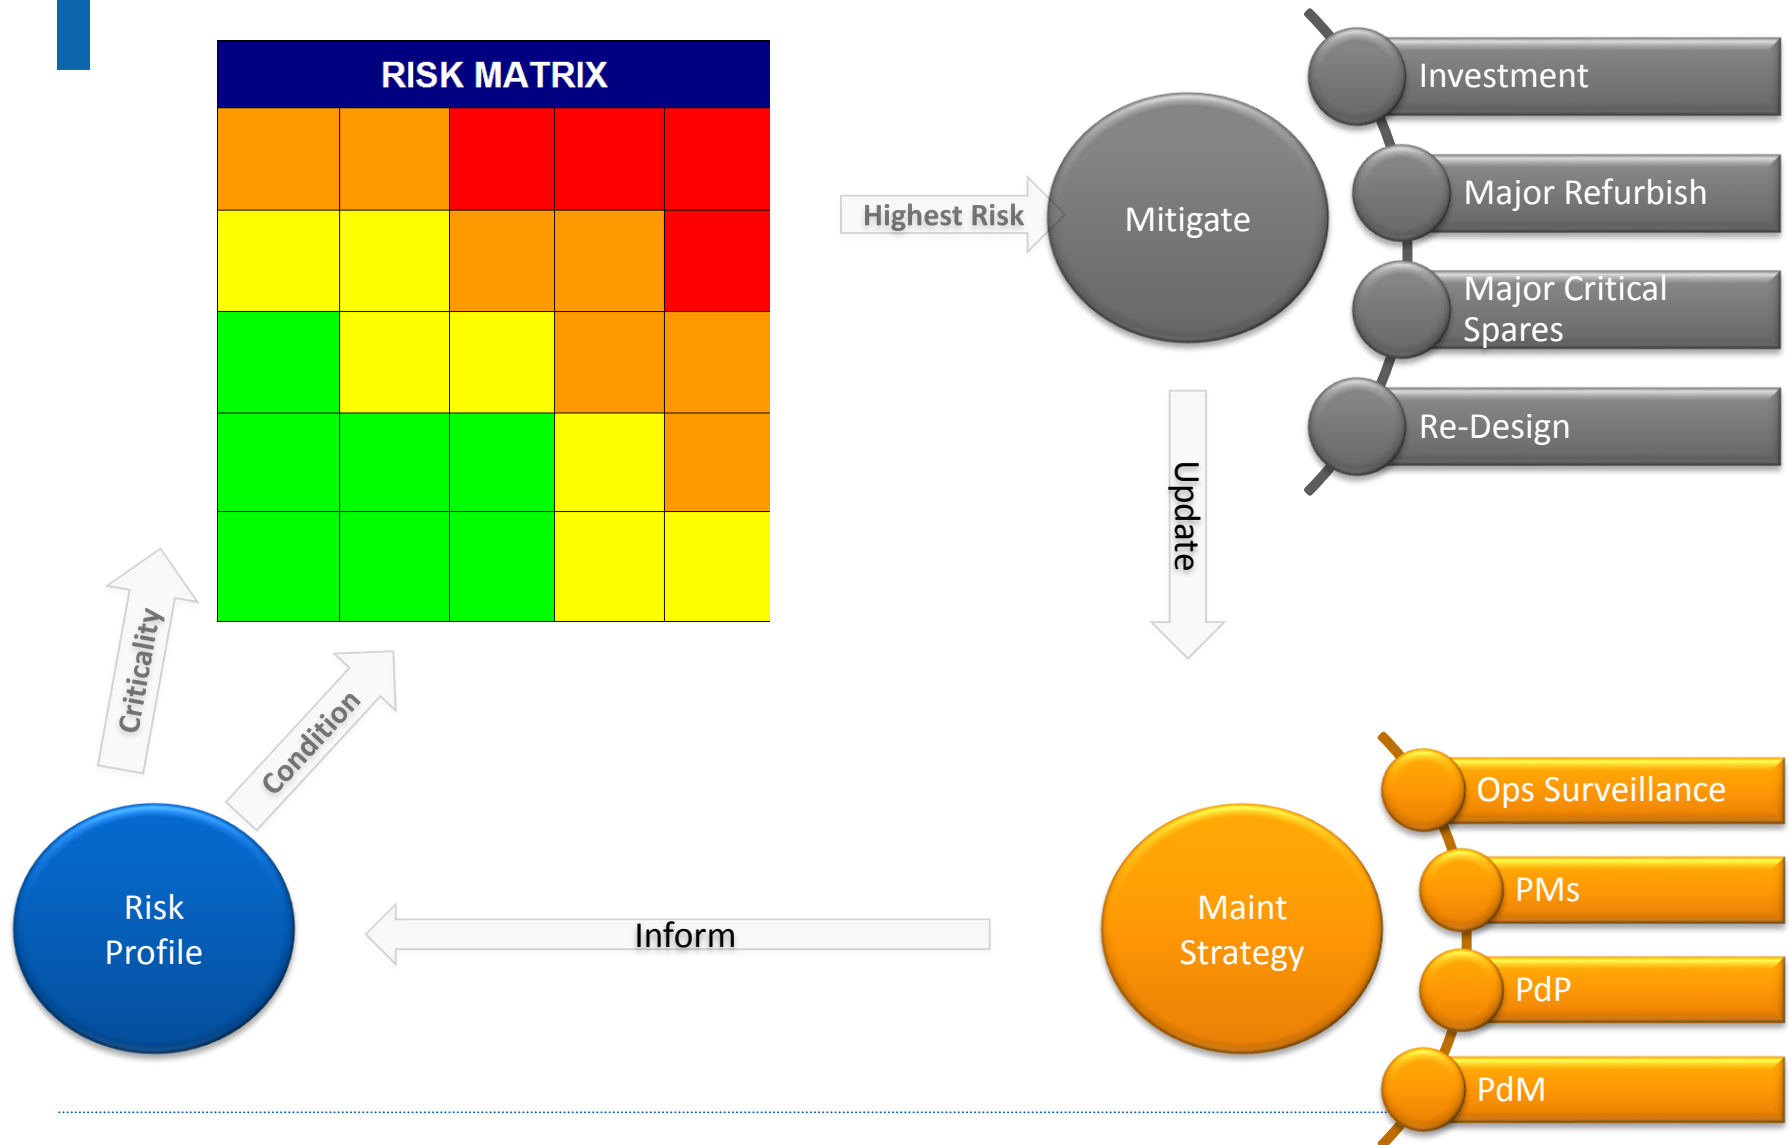 RISK MATRIX
Highest Risk
Mitigate
Investment
Major Refurbish
Major Critical
Spares
Re-Design
Update
Criticality
Condition
Risk
Profile
Inform
Maint
Strategy
Ops Surveillance
PMs
PdP
PdM